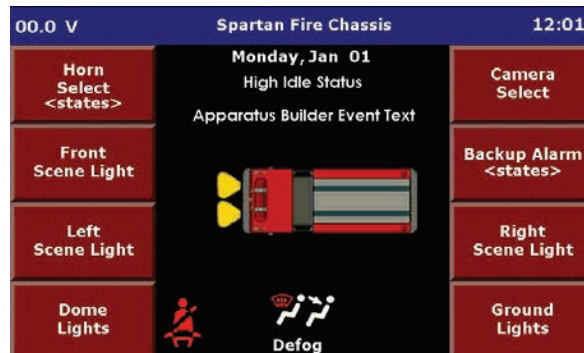 00.0 V
Spartan Fire Chassis
12:01
Horn
Select
<states>
Front
Scene Light
Left
Scene Light
Dome
Lights
Monday, Jan 01
High Idle Status
Apparatus Builder Event Text
Defog
Camera
Select
Backup Alarm
<states>
Right
Scene Light
Ground
Lights